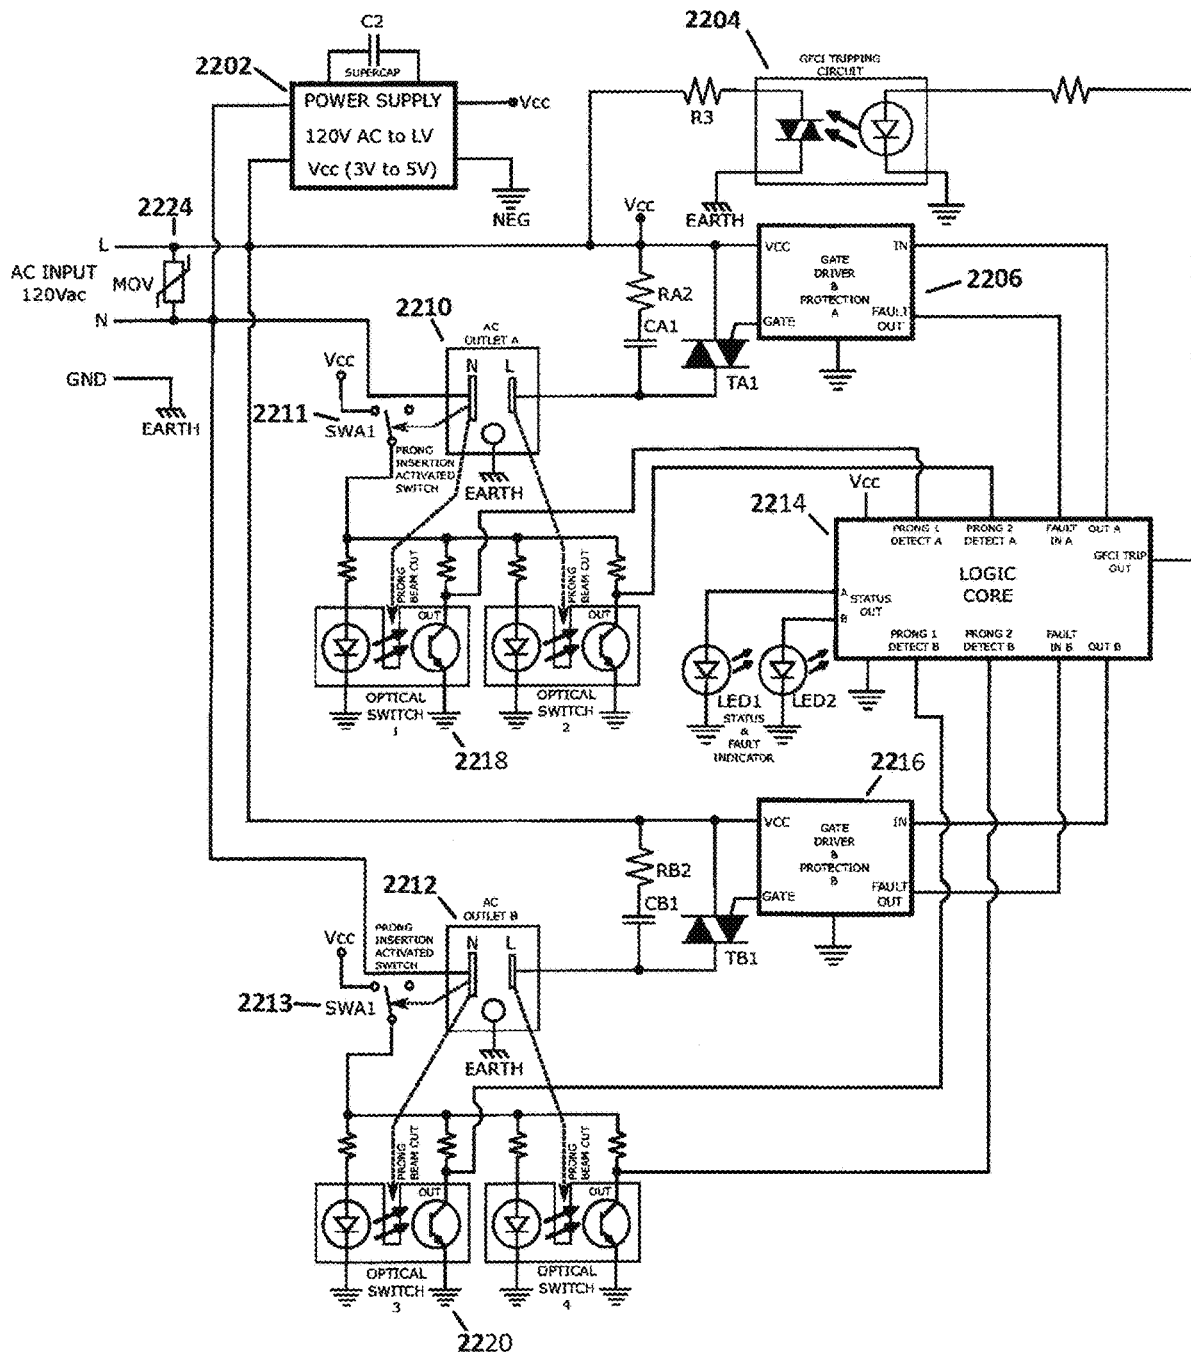 C2
SUPERCAP
2202
POWER SUPPLY
120V AC to LV
Vcc (3V to 5V)
Vcc
NEG
2204
GFCI TRIPPING
CIRCUIT
R3
EARTH
2224
L
AC INPUT
120Vac
MOV
N
GND
EARTH
Vcc
RA2
CA1
TA1
VCC
IN
GATE
DRIVER
&
PROTECTION
A
GATE
FAULT
OUT
2206
2210
AC
OUTLET A
N
L
Vcc
2211
SWA1
PRONG
INSERTION
ACTIVATED
SWITCH
EARTH
PRONG
BEAM CUT
PRONG
BEAM CUT
OUT
OUT
OPTICAL
SWITCH
1
OPTICAL
SWITCH
2
2218
Vcc
2214
PRONG 1
DETECT A
PRONG 2
DETECT A
FAULT
IN A
OUT A
GFCI TRIP
OUT
LOGIC
CORE
A
STATUS
OUT
B
PRONG 1
DETECT B
PRONG 2
DETECT B
FAULT
IN B
OUT B
LED1
LED2
STATUS
&
FAULT
INDICATOR
2216
VCC
IN
GATE
DRIVER
&
PROTECTION
B
GATE
FAULT
OUT
RB2
CB1
TB1
2212
AC
OUTLET B
N
L
PRONG
INSERTION
ACTIVATED
SWITCH
Vcc
2213
SWA1
EARTH
PRONG
BEAM CUT
PRONG
BEAM CUT
OUT
OUT
OPTICAL
SWITCH
3
OPTICAL
SWITCH
4
2220